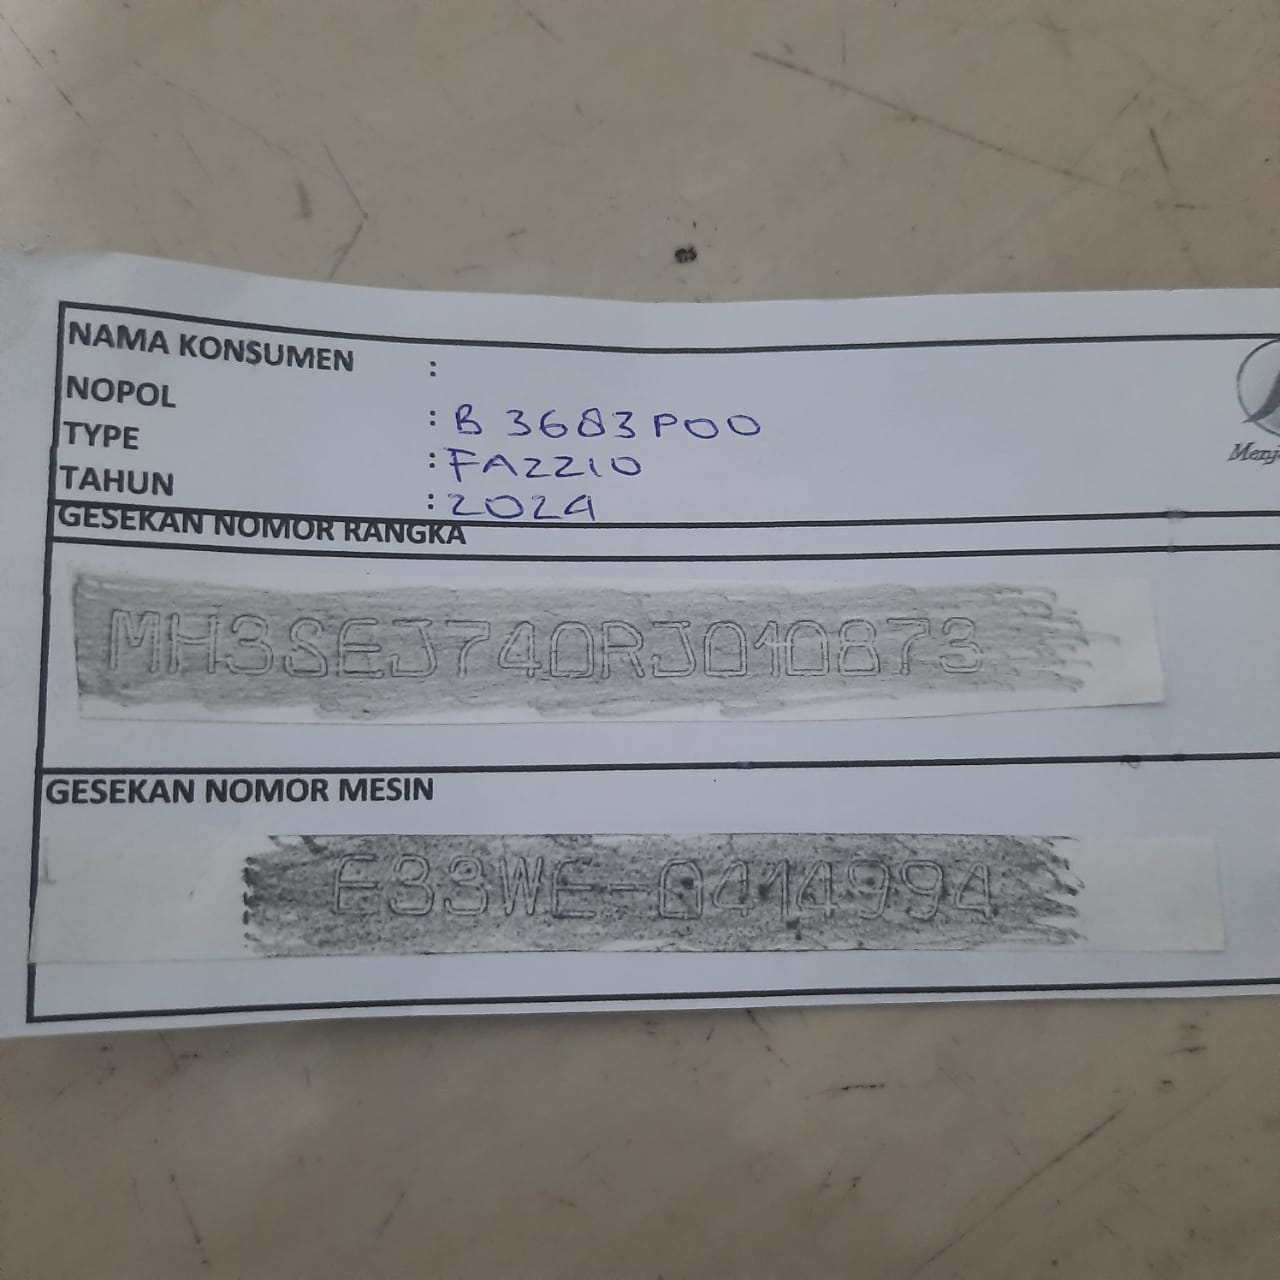 NAMA KONSUMEN :
NOPOL : B 3683 POO
TYPE : FAZZIO
TAHUN : 2024
GESEKAN NOMOR RANGKA
MH3SEJ740RJ010873
GESEKAN NOMOR MESIN
E33WE-0414994